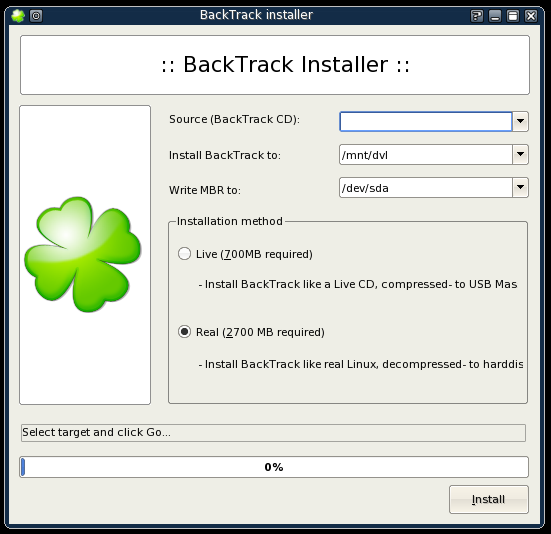 BackTrack installer
:: BackTrack Installer ::
Source (BackTrack CD):
Install BackTrack to: /mnt/dvl
Write MBR to: /dev/sda
Installation method
Live (700MB required)
- Install BackTrack like a Live CD, compressed- to USB Mas
Real (2700 MB required)
- Install BackTrack like real Linux, decompressed- to harddis
Select target and click Go...
0%
Install